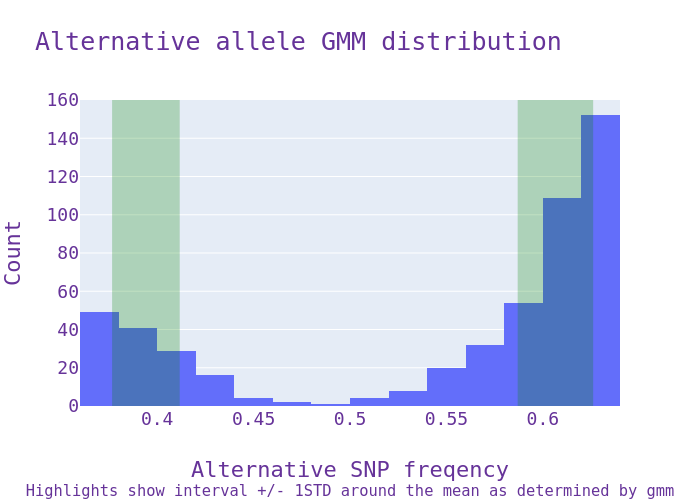 Alternative allele GMM distribution
160
140
120
100
80
60
40
20
0
Count
0.4 0.45 0.5 0.55 0.6
Alternative SNP freqency
Highlights show interval +/- 1STD around the mean as determined by gmm